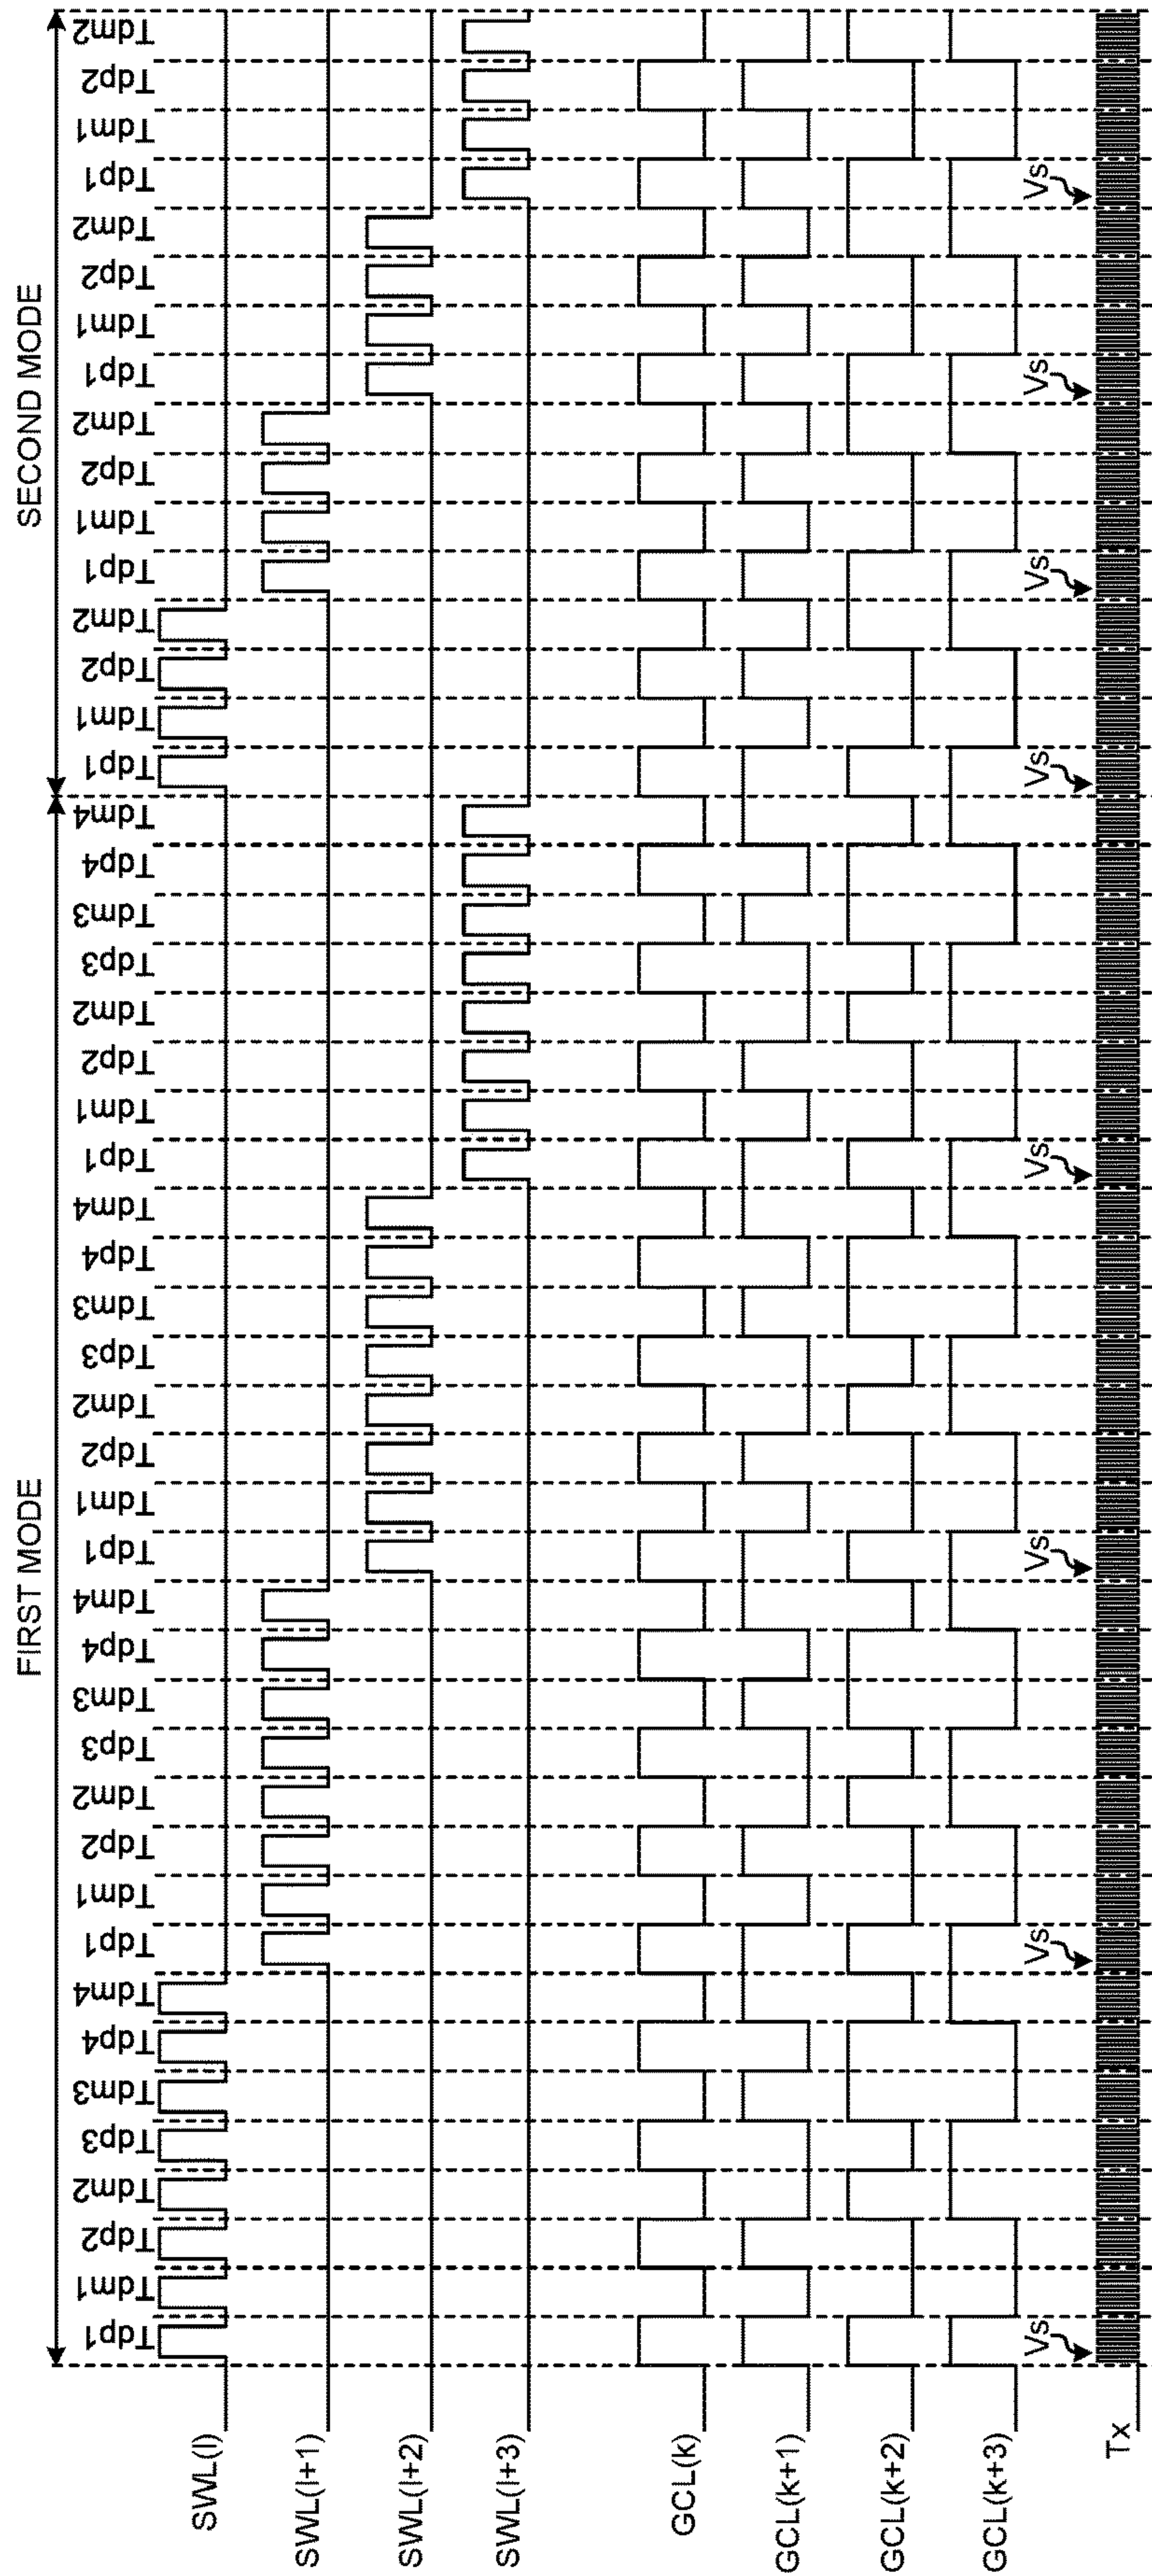 FIRST MODE SECOND MODE
Tdp1 Tdm1 Tdp2 Tdm2 Tdp3 Tdm3 Tdp4 Tdm4 Tdp1 Tdm1 Tdp2 Tdm2 Tdp3 Tdm3 Tdp4 Tdm4 Tdp1 Tdm1 Tdp2 Tdm2 Tdp3 Tdm3 Tdp4 Tdm4 Tdp1 Tdm1 Tdp2 Tdm2 Tdp3 Tdm3 Tdp4 Tdm4 Tdp1 Tdm1 Tdp2 Tdm2 Tdp1 Tdm1 Tdp2 Tdm2 Tdp1 Tdm1 Tdp2 Tdm2 Tdp1 Tdm1 Tdp2 Tdm2
SWL(l)
SWL(l+1)
SWL(l+2)
SWL(l+3)
GCL(k)
GCL(k+1)
GCL(k+2)
GCL(k+3)
Vs Vs Vs Vs Vs Vs Vs Vs
Tx